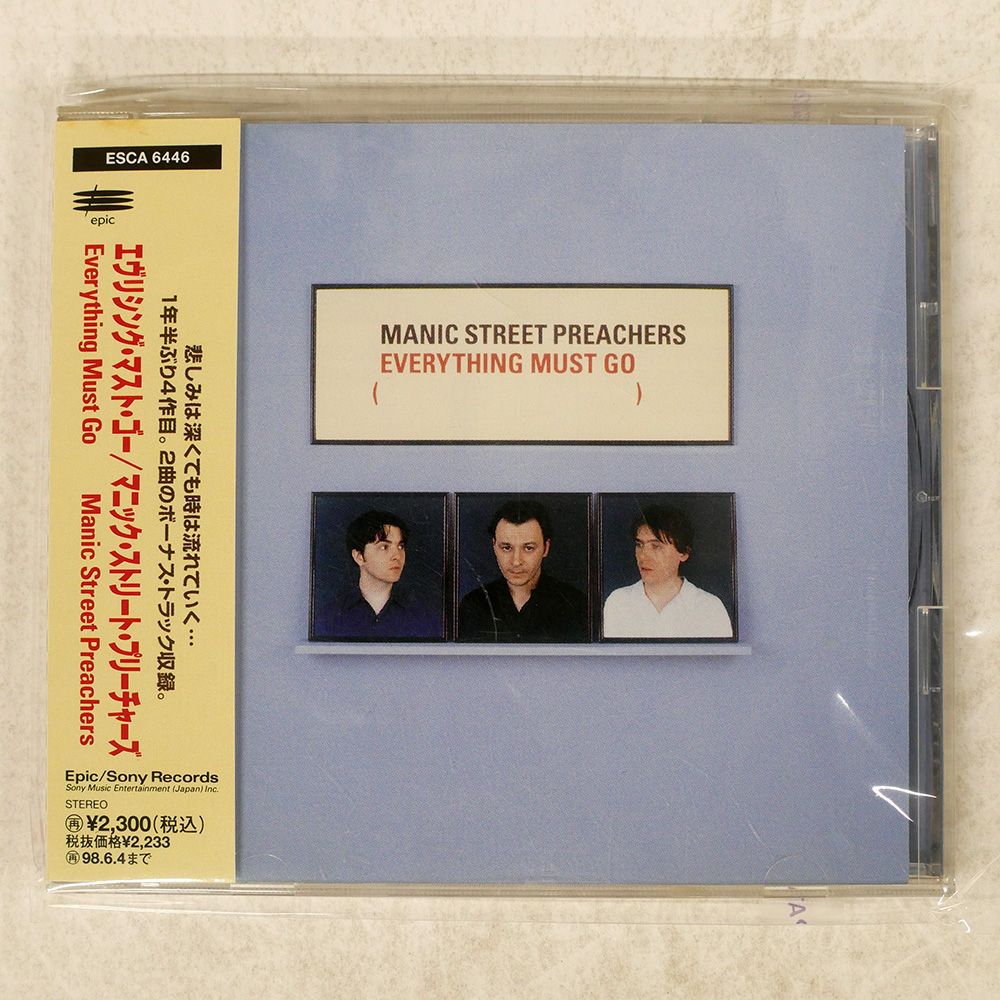 ESCA 6446
epic
悲しみは深くても時は流れていく…
1年半ぶり4作目。2曲のボーナス・トラック収録。
エヴリシング・マスト・ゴー/マニック・ストリート・プリーチャーズ
Everything Must Go Manic Street Preachers
Epic/Sony Records
Sony Music Entertainment (Japan) Inc.
STEREO
再 ¥2,300(税込)
税抜価格¥2,233
再 98.6.4まで
MANIC STREET PREACHERS
EVERYTHING MUST GO
( )